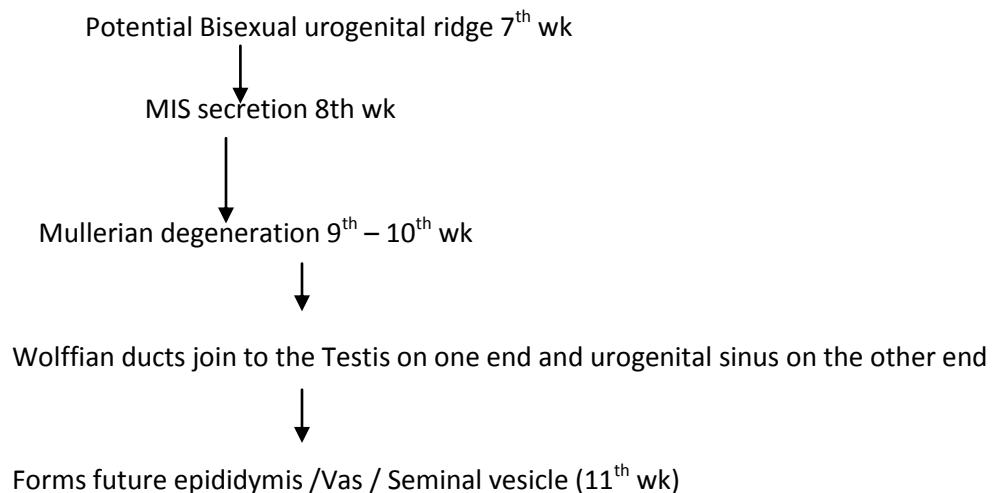 Potential Bisexual urogenital ridge 7th wk
MIS secretion 8th wk
Mullerian degeneration 9th – 10th wk
Wolffian ducts join to the Testis on one end and urogenital sinus on the other end
Forms future epididymis /Vas / Seminal vesicle (11th wk)